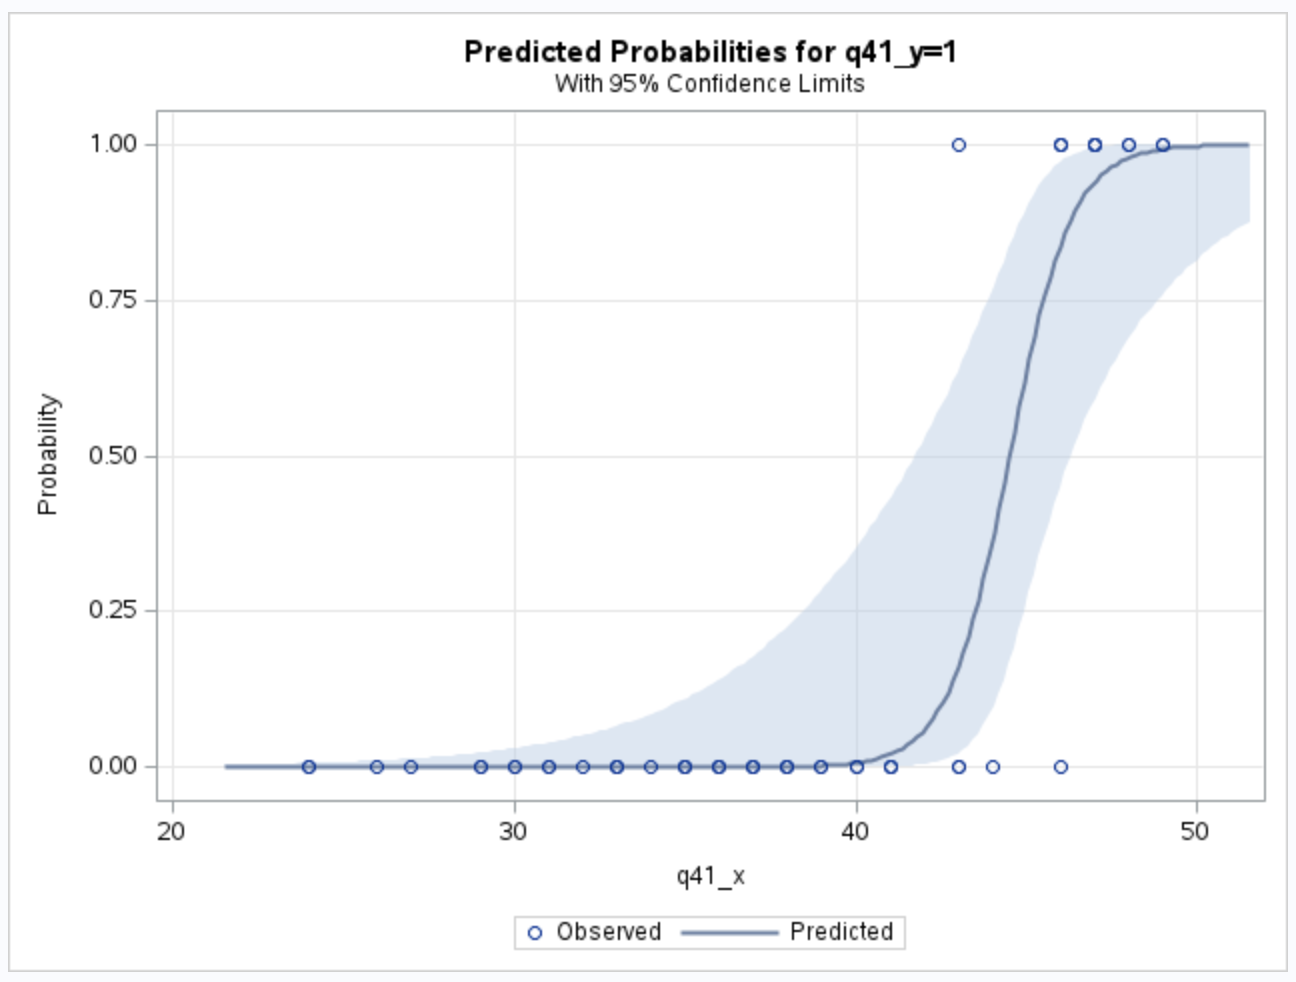 Predicted Probabilities for q41_y=1
With 95% Confidence Limits
1.00
0.75
0.50
0.25
0.00
Probability
20 30 40 50
q41_x
Observed Predicted